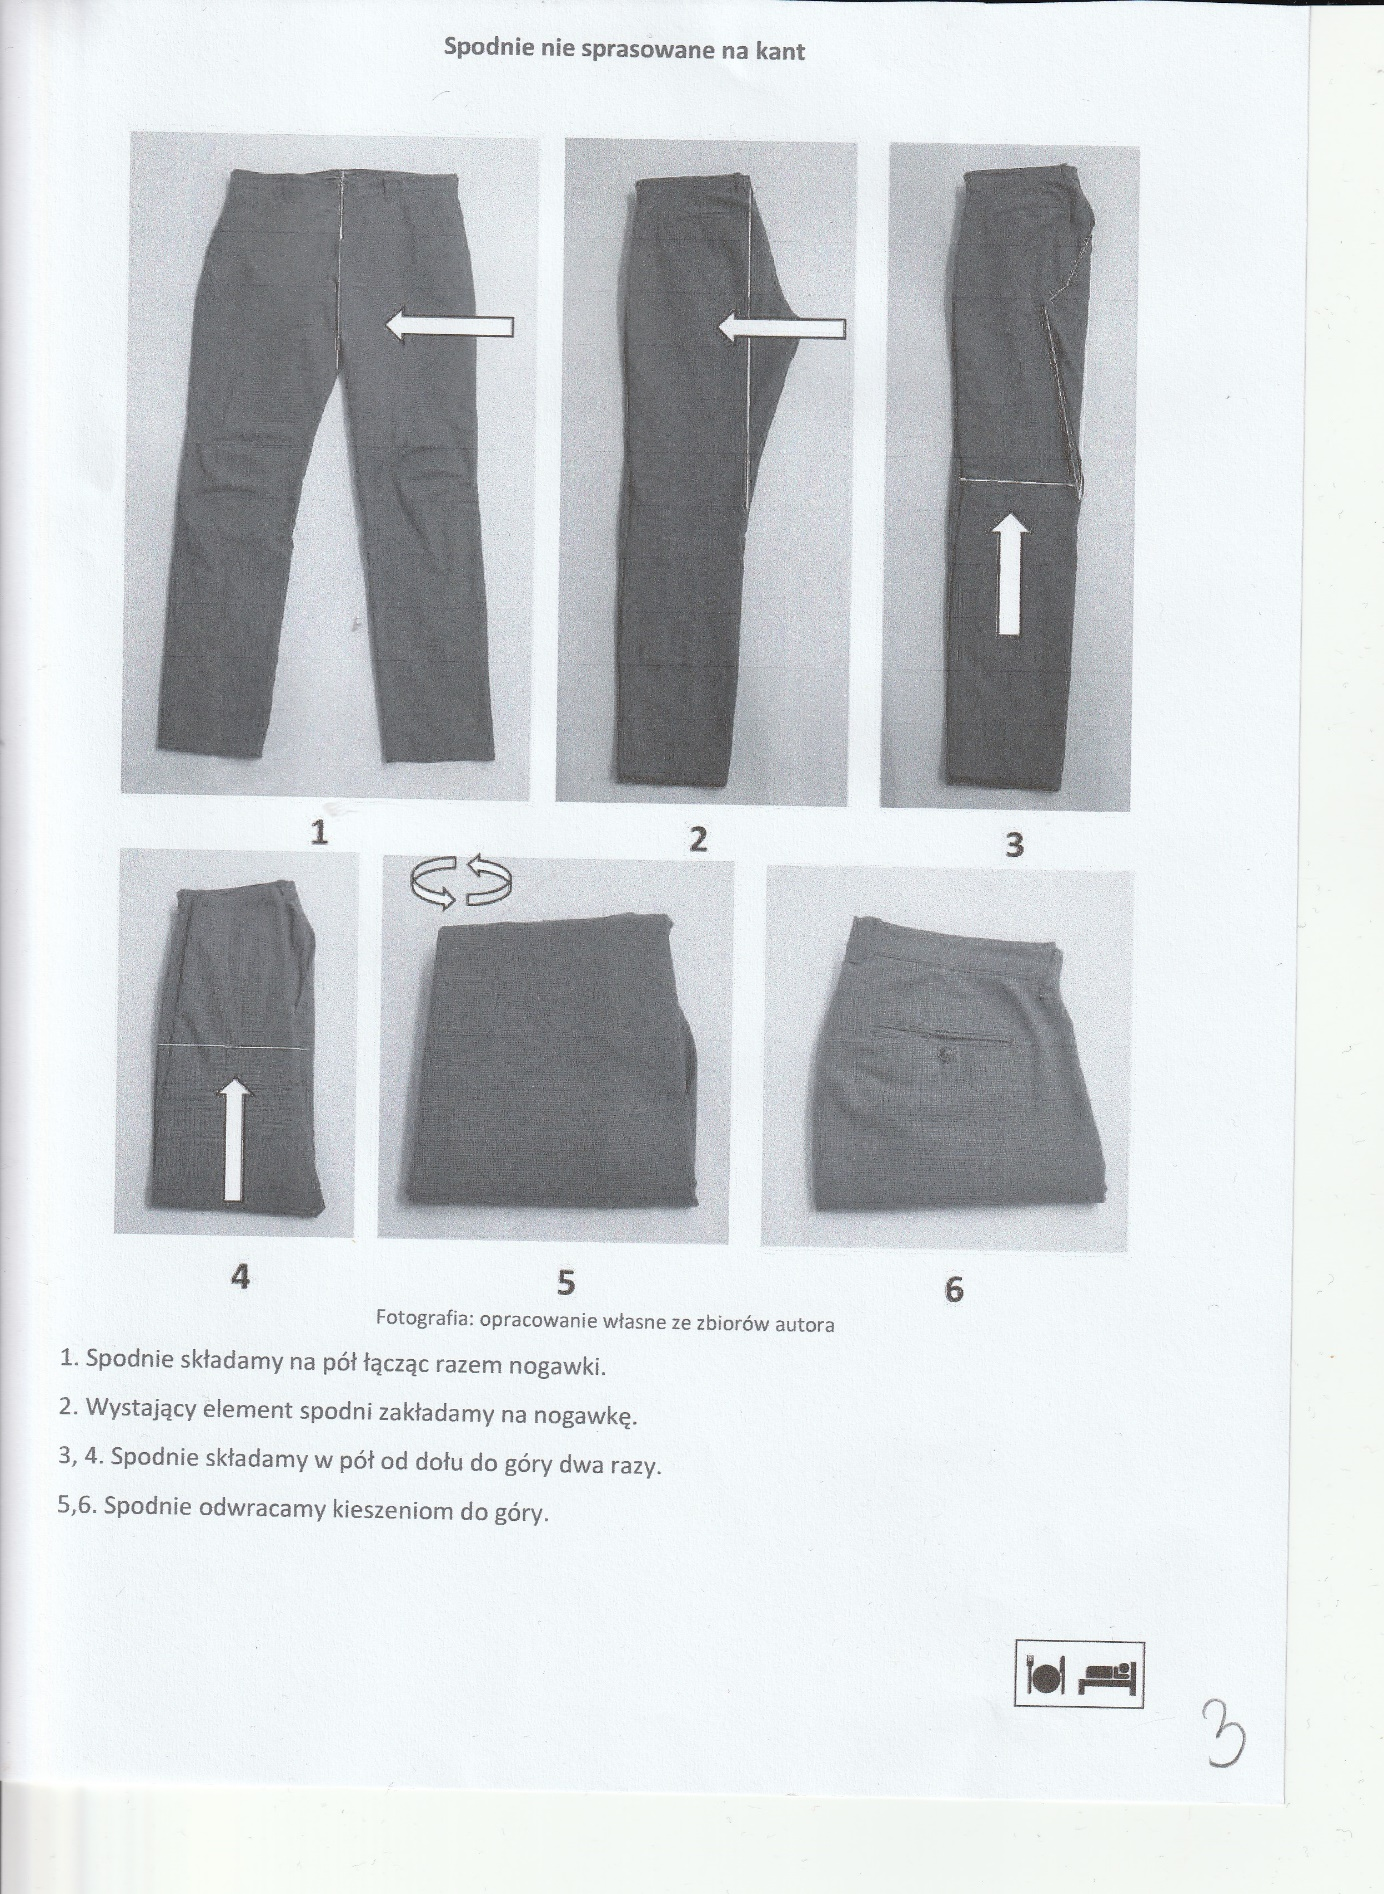 Spodnie nie sprasowane na kant
1
2
3
4
5
6
Fotografia: opracowanie własne ze zbiorów autora
1. Spodnie składamy na pół łącząc razem nogawki.
2. Wystający element spodni zakładamy na nogawkę.
3, 4. Spodnie składamy w pół od dołu do góry dwa razy.
5,6. Spodnie odwracamy kieszeniom do góry.
3